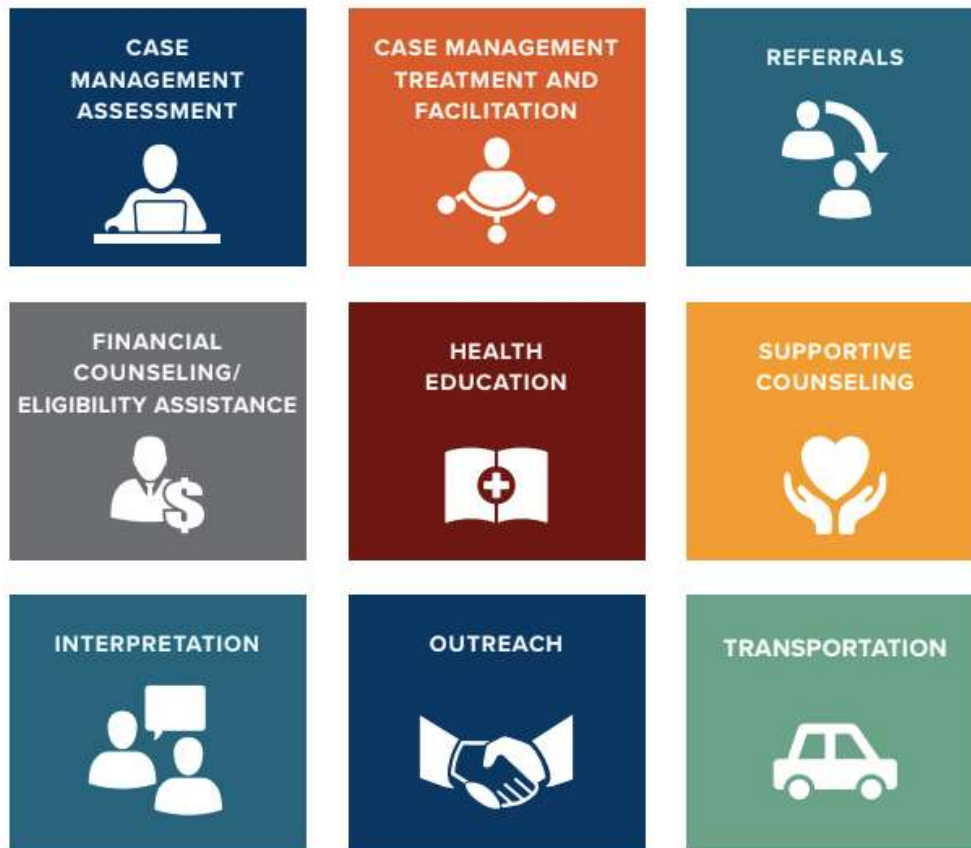 CASE
MANAGEMENT
ASSESSMENT
CASE MANAGEMENT
TREATMENT AND
FACILITATION
REFERRALS
FINANCIAL
COUNSELING/
ELIGIBILITY ASSISTANCE
$
HEALTH
EDUCATION
SUPPORTIVE
COUNSELING
INTERPRETATION
OUTREACH
TRANSPORTATION